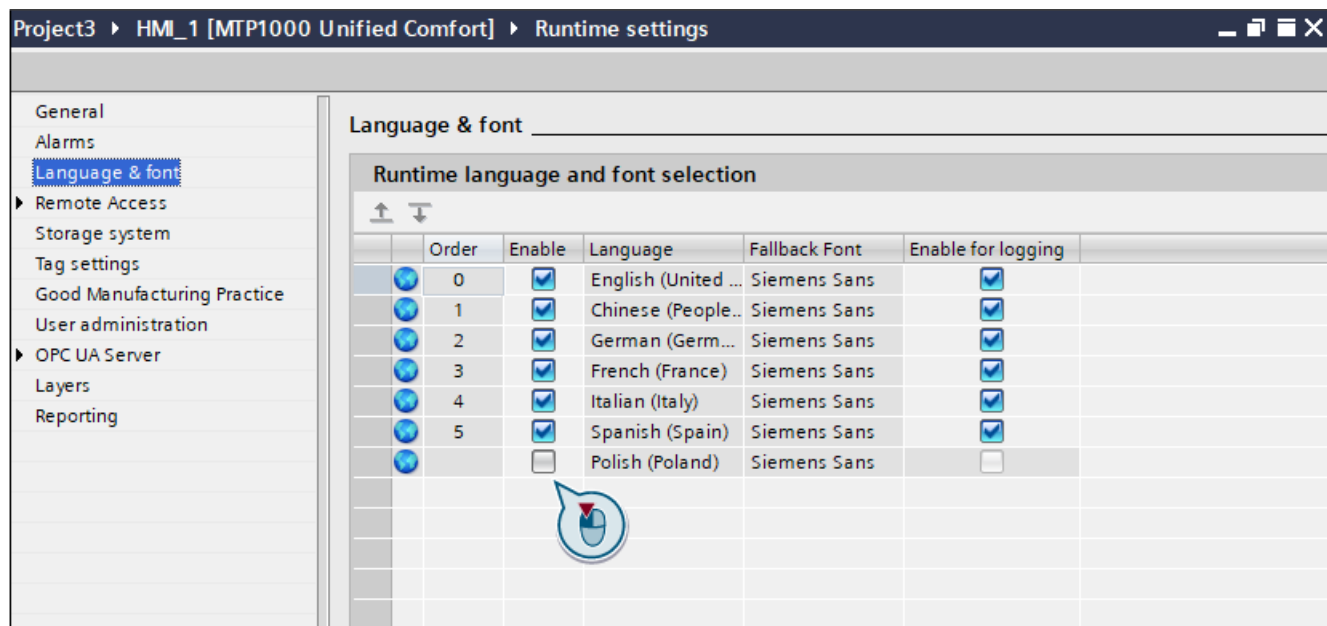 Project3 ▸ HMI_1 [MTP1000 Unified Comfort] ▸ Runtime settings
General
Alarms
Language & font
Remote Access
Storage system
Tag settings
Good Manufacturing Practice
User administration
OPC UA Server
Layers
Reporting
Language & font
Runtime language and font selection
Order Enable Language Fallback Font Enable for logging
0 English (United ... Siemens Sans
1 Chinese (People... Siemens Sans
2 German (Germ... Siemens Sans
3 French (France) Siemens Sans
4 Italian (Italy) Siemens Sans
5 Spanish (Spain) Siemens Sans
Polish (Poland) Siemens Sans